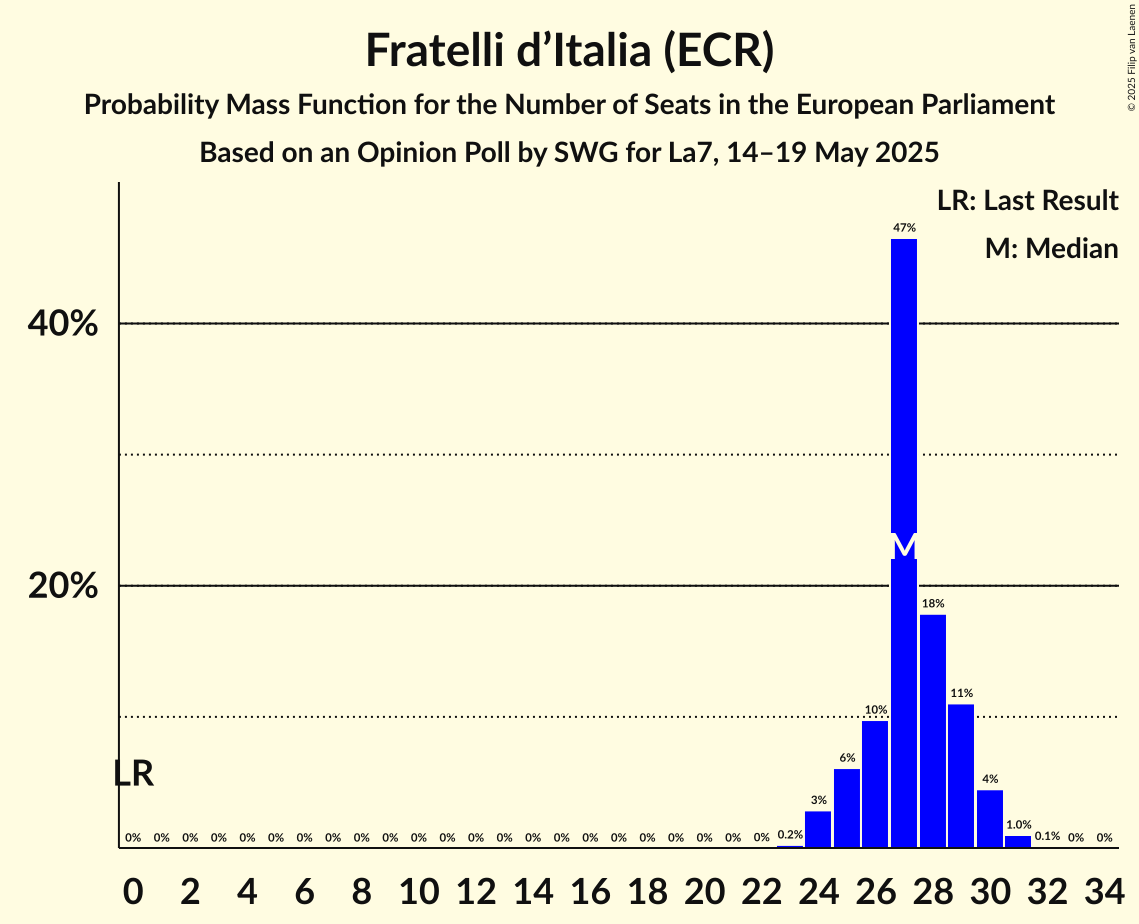 Fratelli d’Italia (ECR)
Probability Mass Function for the Number of Seats in the European Parliament
Based on an Opinion Poll by SWG for La7, 14–19 May 2025
© 2025 Filip van Laenen
LR: Last Result
M: Median
47%
40%
M
20%
18%
11%
10%
6%
LR
4%
3%
0% 0% 0% 0% 0% 0% 0% 0% 0% 0% 0% 0% 0% 0% 0% 0% 0% 0% 0% 0% 0% 0% 0% 0.2% 1.0% 0.1% 0% 0%
0 2 4 6 8 10 12 14 16 18 20 22 24 26 28 30 32 34